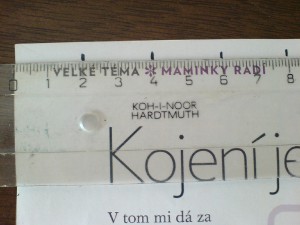 VELKÉ TÉMA ✻ MAMINKY RADÍ
0 1 2 3 4 5 6 7 8
KOH-I-NOOR
HARDTMUTH
Kojení je
V tom mi dá za